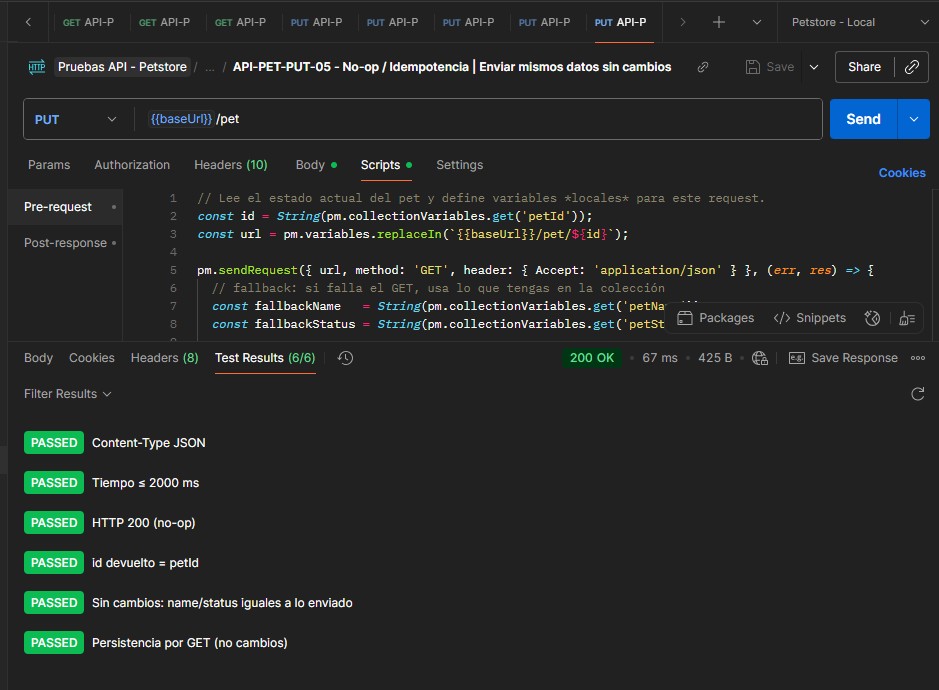 GET API-P GET API-P GET API-P PUT API-P PUT API-P PUT API-P PUT API-P PUT API-P Petstore - Local
HTTP Pruebas API - Petstore / ... / API-PET-PUT-05 - No-op / Idempotencia | Enviar mismos datos sin cambios Save Share
PUT {{baseUrl}} /pet Send
Params Authorization Headers (10) Body Scripts Settings Cookies
Pre-request
Post-response
1 // Lee el estado actual del pet y define variables *locales* para este request.
2 const id = String(pm.collectionVariables.get('petId'));
3 const url = pm.variables.replaceIn(`{{baseUrl}}/pet/${id}`);
4
5 pm.sendRequest({ url, method: 'GET', header: { Accept: 'application/json' } }, (err, res) => {
6 // fallback: si falla el GET, usa lo que tengas en la colección
7 const fallbackName = String(pm.collectionVariables.get('petNa
8 const fallbackStatus = String(pm.collectionVariables.get('petSt
Packages Snippets
Body Cookies Headers (8) Test Results (6/6) 200 OK 67 ms 425 B e.g. Save Response
Filter Results
PASSED Content-Type JSON
PASSED Tiempo ≤ 2000 ms
PASSED HTTP 200 (no-op)
PASSED id devuelto = petId
PASSED Sin cambios: name/status iguales a lo enviado
PASSED Persistencia por GET (no cambios)